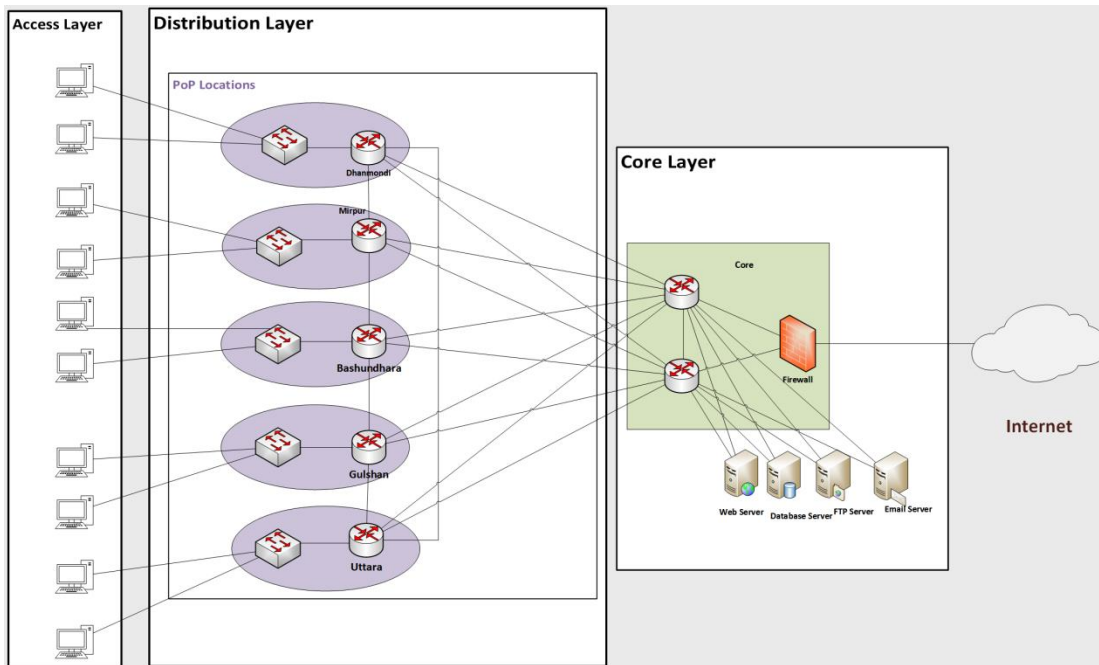 Access Layer
Distribution Layer
PoP Locations
Dhanmondi
Mirpur
Bashundhara
Gulshan
Uttara
Core Layer
Core
Firewall
Web Server
Database Server
FTP Server
Email Server
Internet